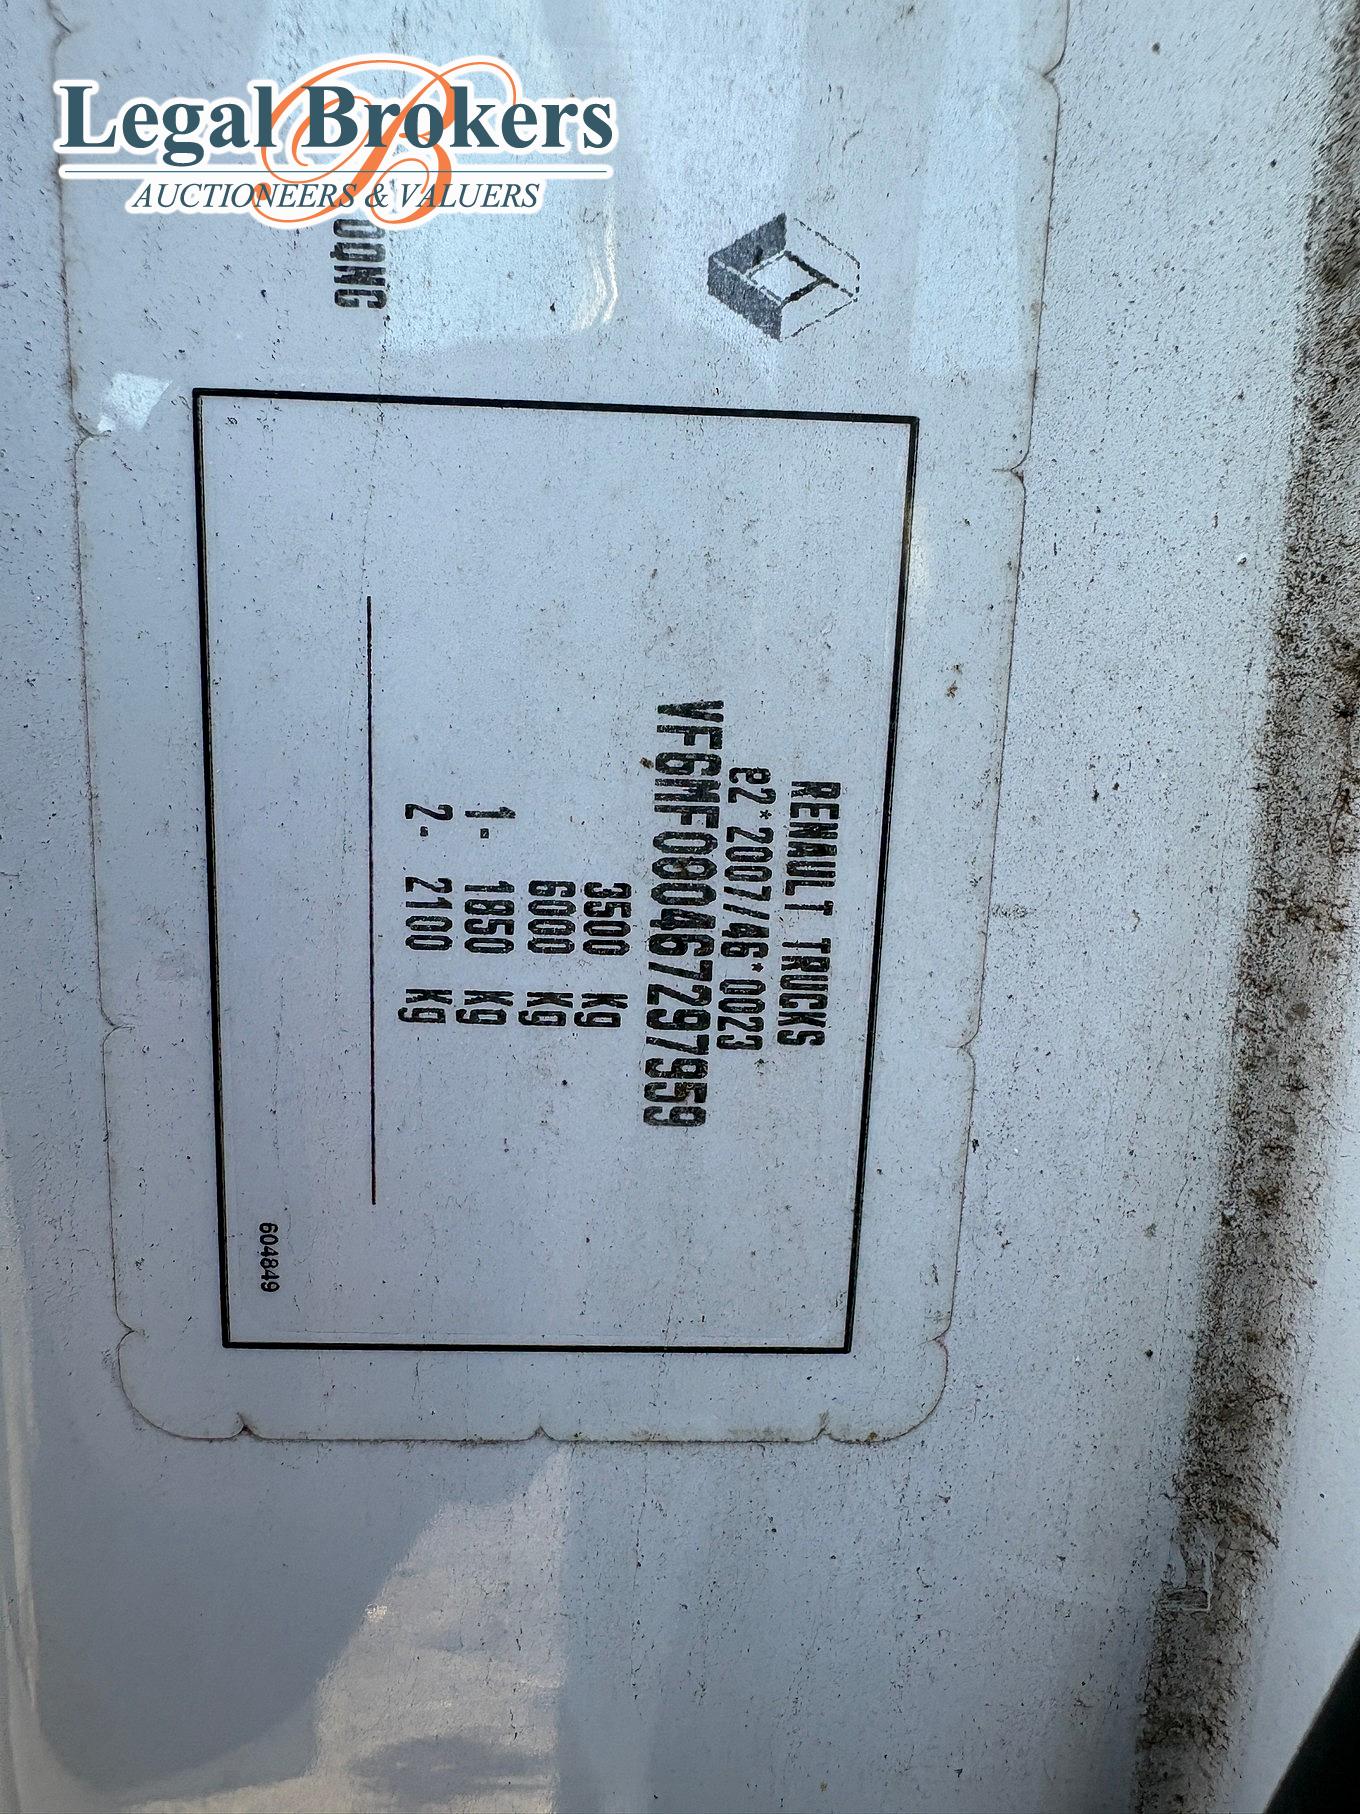 Legal Brokers
AUCTIONEERS & VALUERS
RENAULT TRUCKS
e2*2007/46*0023
VF6MF080467297959
3500 Kg
6000 Kg
1- 1850 Kg
2- 2100 Kg
604849